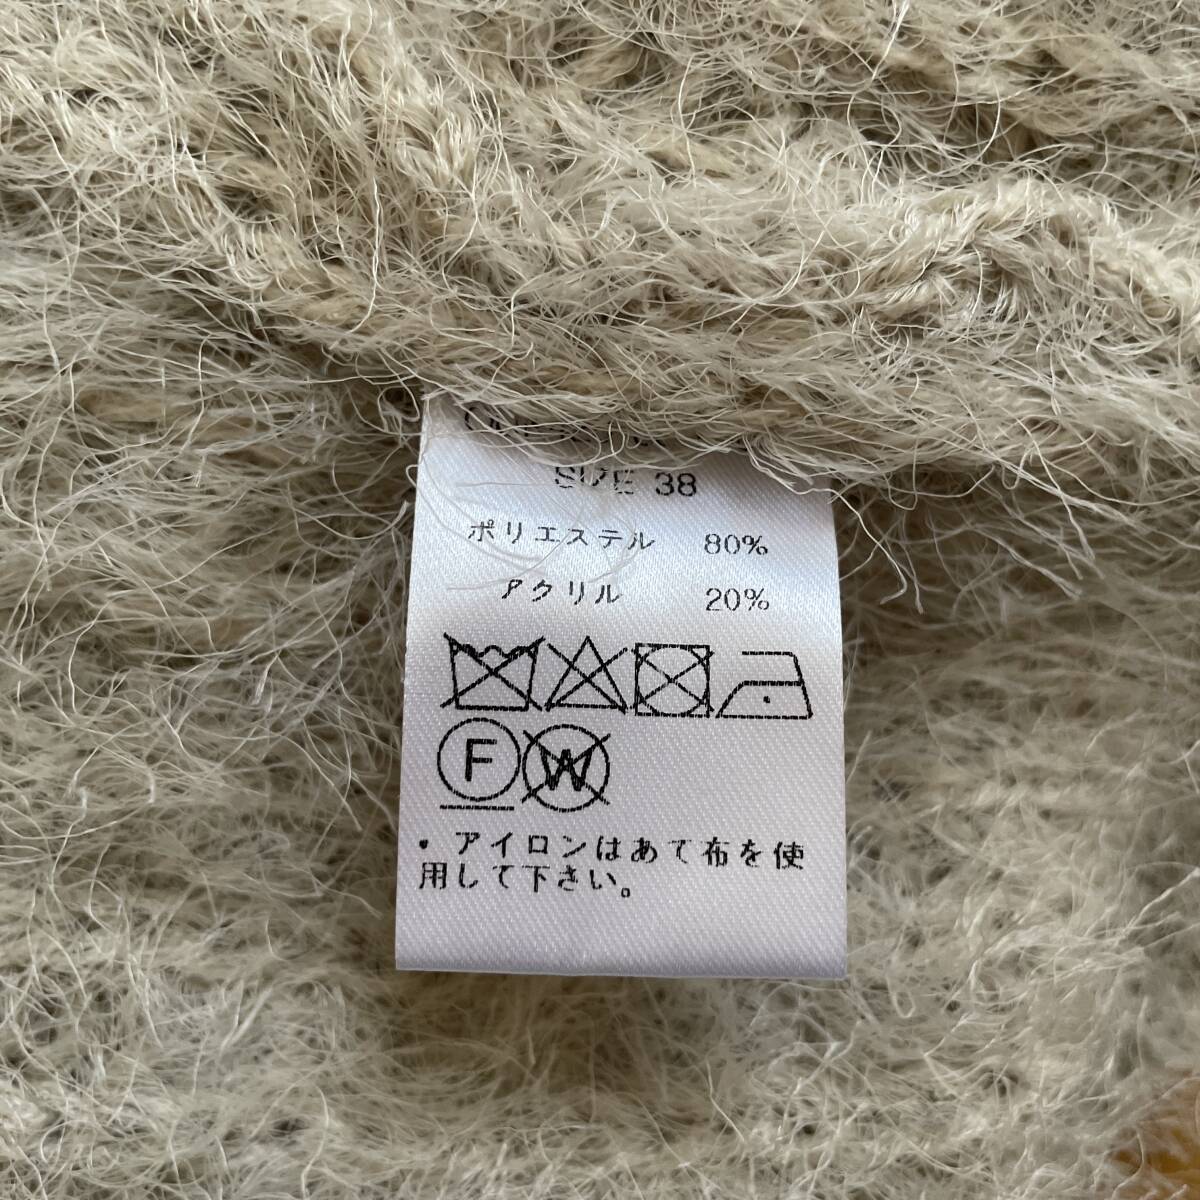 SIZE 38
ポリエステル 80%
アクリル 20%
F W
・アイロンはあて布を使
用して下さい。